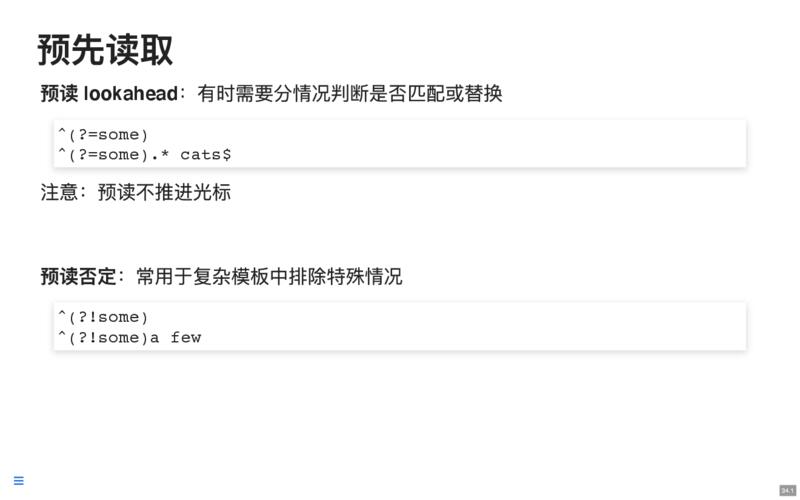 预先读取
预读 lookahead：有时需要分情况判断是否匹配或替换
^(?=some)
^(?=some).* cats$
注意：预读不推进光标
预读否定：常用于复杂模板中排除特殊情况
^(?!some)
^(?!some)a few
24.1